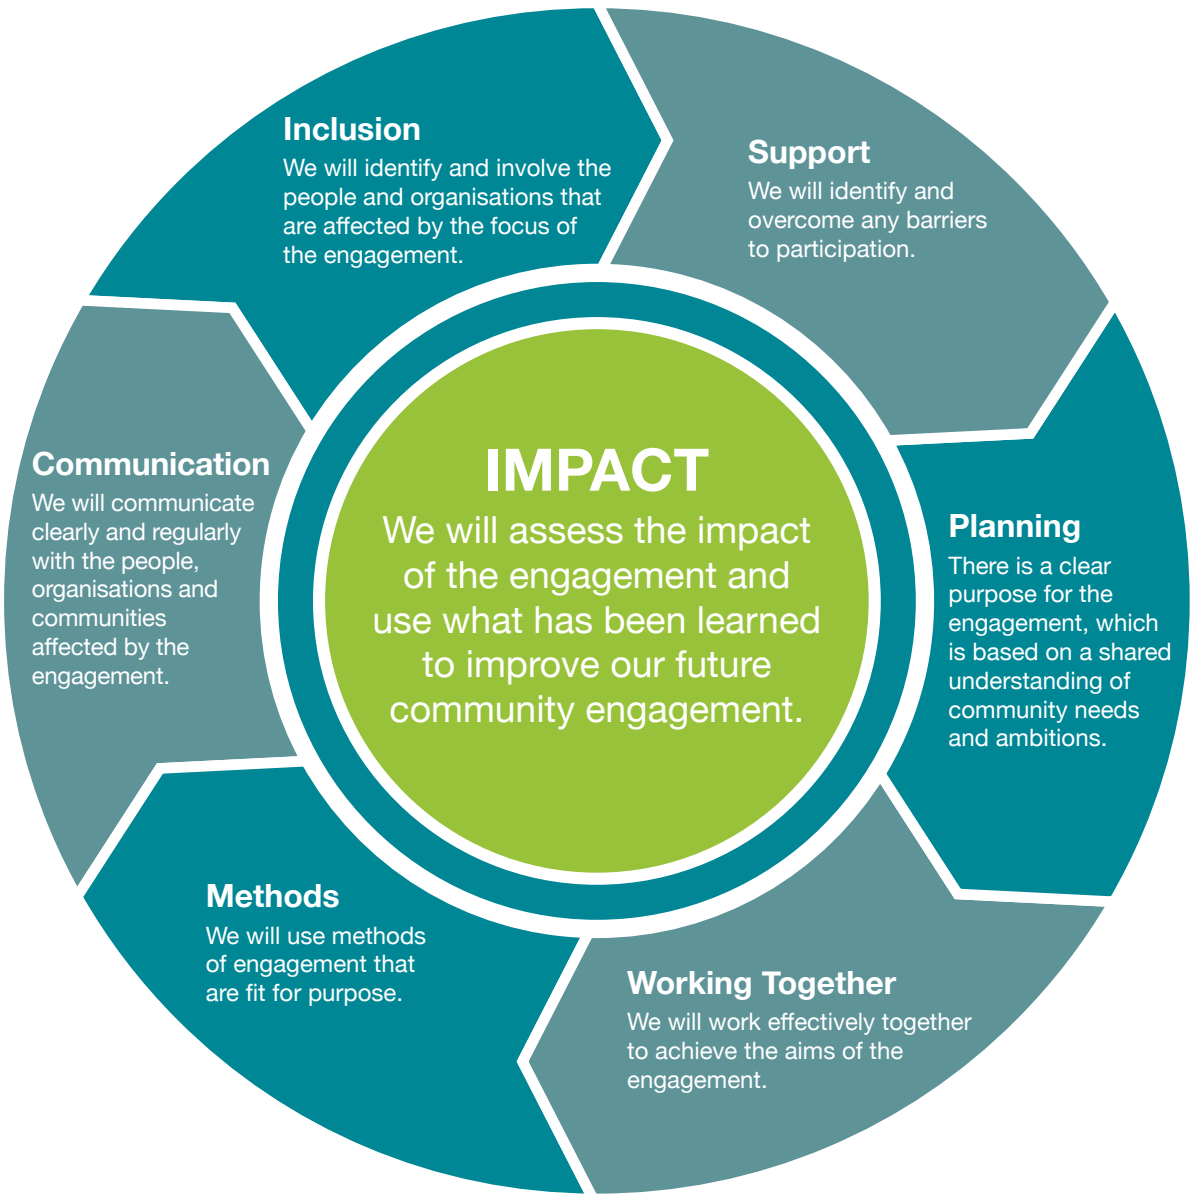 Inclusion
We will identify and involve the
people and organisations that
are affected by the focus of
the engagement.
Support
We will identify and
overcome any barriers
to participation.
Planning
There is a clear
purpose for the
engagement, which
is based on a shared
understanding of
community needs
and ambitions.
Working Together
We will work effectively together
to achieve the aims of the
engagement.
Methods
We will use methods
of engagement that
are fit for purpose.
Communication
We will communicate
clearly and regularly
with the people,
organisations and
communities
affected by the
engagement.
IMPACT
We will assess the impact
of the engagement and
use what has been learned
to improve our future
community engagement.